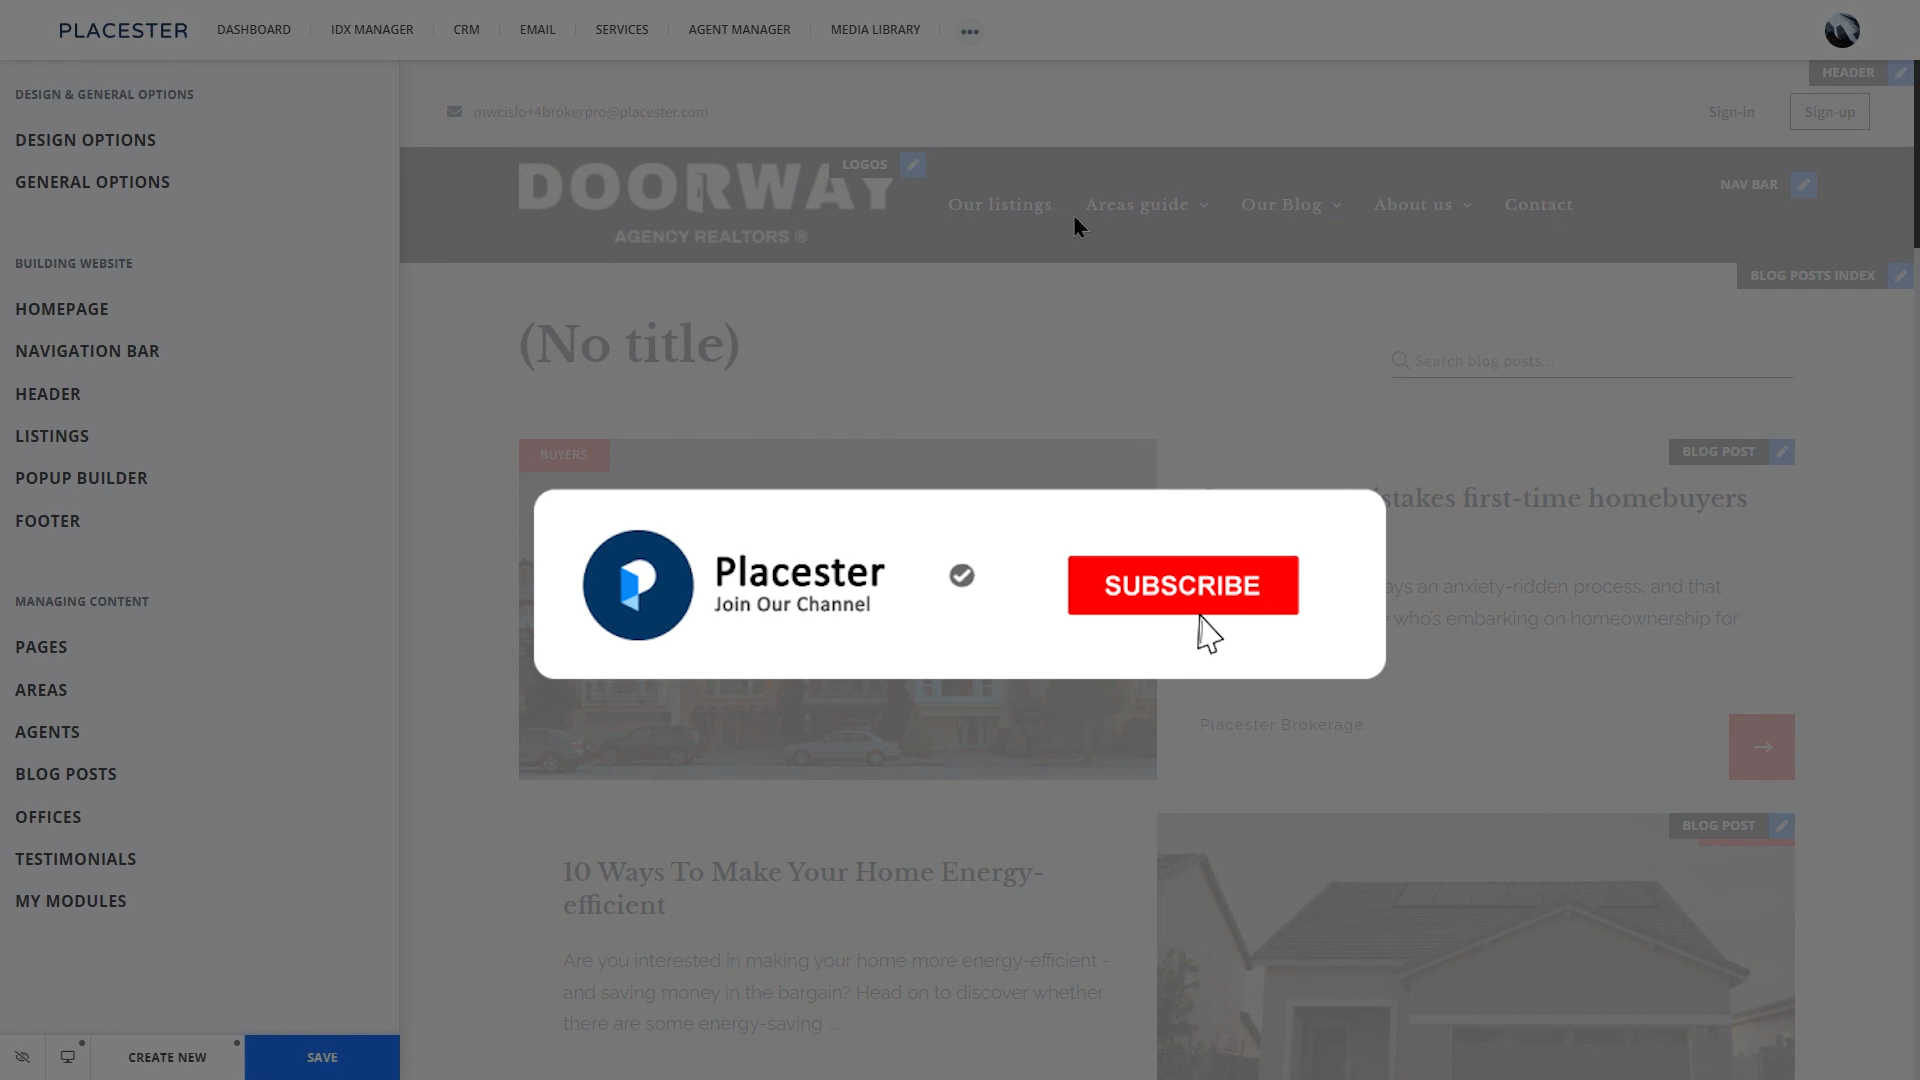 PLACESTER
DASHBOARD
IDX MANAGER
CRM
EMAIL
SERVICES
AGENT MANAGER
MEDIA LIBRARY
DESIGN & GENERAL OPTIONS
DESIGN OPTIONS
GENERAL OPTIONS
BUILDING WEBSITE
HOMEPAGE
NAVIGATION BAR
HEADER
LISTINGS
POPUP BUILDER
FOOTER
MANAGING CONTENT
PAGES
AREAS
AGENTS
BLOG POSTS
OFFICES
TESTIMONIALS
MY MODULES
CREATE NEW
SAVE
HEADER
mwcislo+4brokerpro@placester.com
Sign-in
Sign-up
LOGOS
DOORWAY
AGENCY REALTORS ®
NAV BAR
Our listings
Areas guide
Our Blog
About us
Contact
BLOG POSTS INDEX
(No title)
Search blog posts...
BUYERS
BLOG POST
first-time homebuyers
Placester
Join Our Channel
SUBSCRIBE
an anxiety-ridden process, and that
who's embarking on homeownership for
Placester Brokerage
BLOG POST
10 Ways To Make Your Home Energy-
efficient
Are you interested in making your home more energy-efficient -
and saving money in the bargain? Head on to discover whether
there are some energy-saving ...